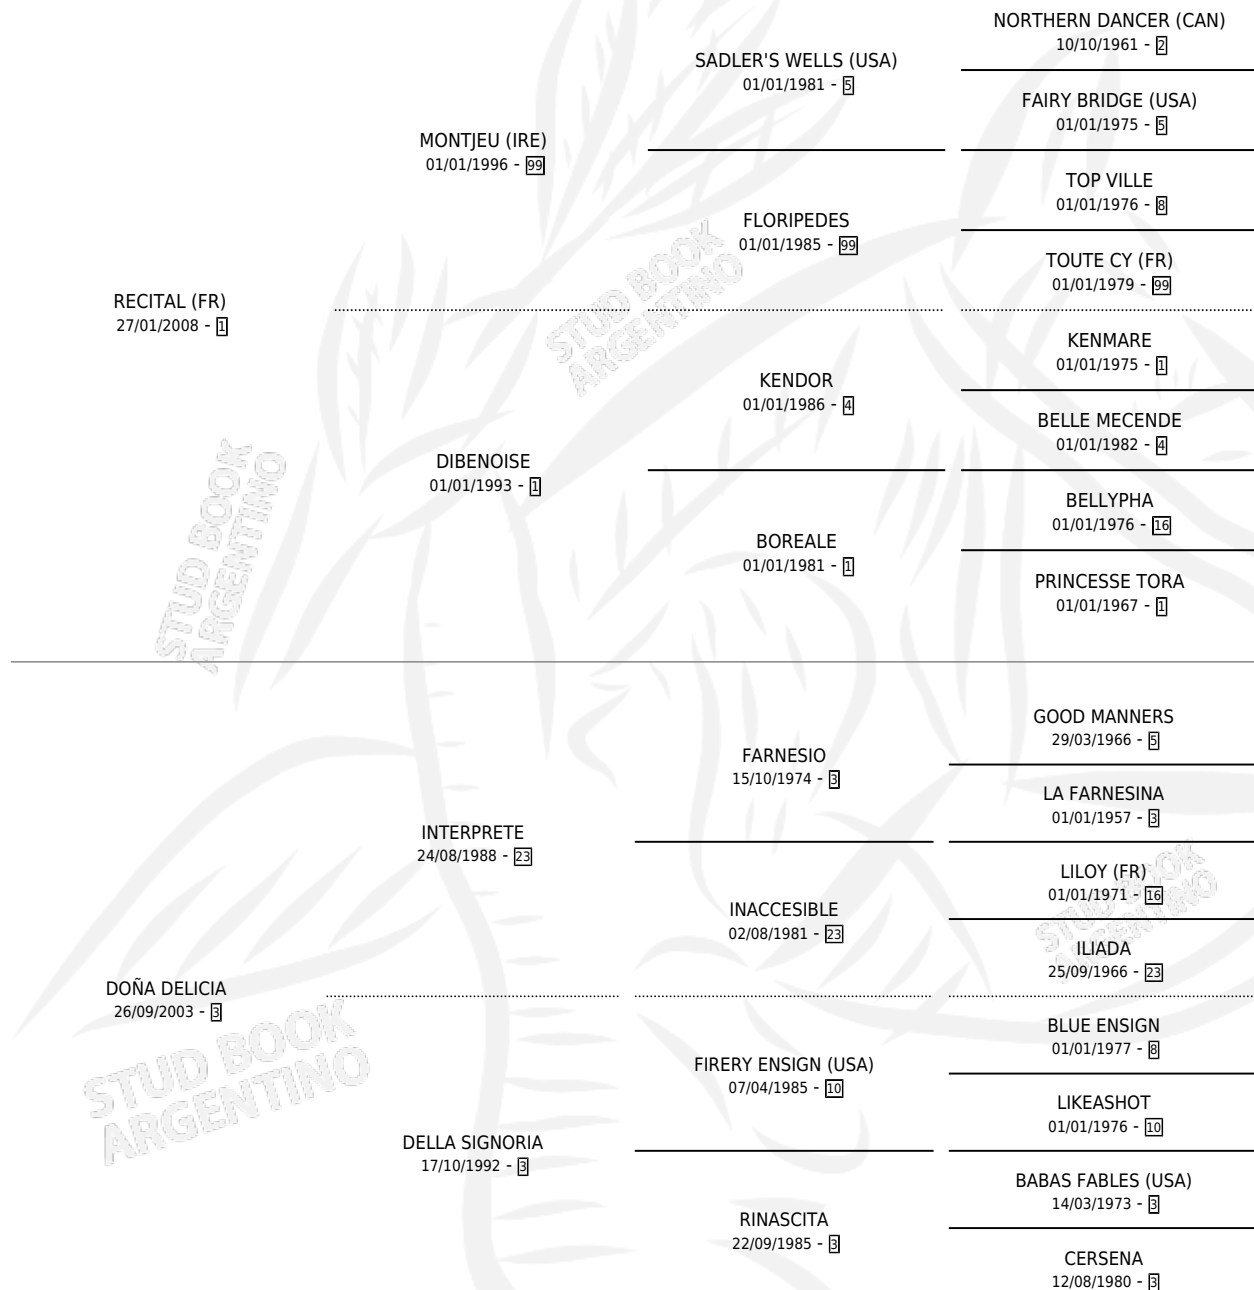 NORTHERN DANCER (CAN)
10/10/1961 - 2
SADLER'S WELLS (USA)
01/01/1981 - 5
FAIRY BRIDGE (USA)
01/01/1975 - 5
MONTJEU (IRE)
01/01/1996 - 99
TOP VILLE
01/01/1976 - 8
FLORIPEDES
01/01/1985 - 99
TOUTE CY (FR)
01/01/1979 - 99
RECITAL (FR)
27/01/2008 - 1
KENMARE
01/01/1975 - 1
KENDOR
01/01/1986 - 4
BELLE MECENDE
01/01/1982 - 4
DIBENOISE
01/01/1993 - 1
BELLYPHA
01/01/1976 - 16
BOREALE
01/01/1981 - 1
PRINCESSE TORA
01/01/1967 - 1
GOOD MANNERS
29/03/1966 - 5
FARNESIO
15/10/1974 - 3
LA FARNESINA
01/01/1957 - 3
INTERPRETE
24/08/1988 - 23
LILOY (FR)
01/01/1971 - 16
INACCESIBLE
02/08/1981 - 23
ILIADA
25/09/1966 - 23
DOÑA DELICIA
26/09/2003 - 3
BLUE ENSIGN
01/01/1977 - 8
FIRERY ENSIGN (USA)
07/04/1985 - 10
LIKEASHOT
01/01/1976 - 10
DELLA SIGNORIA
17/10/1992 - 3
BABAS FABLES (USA)
14/03/1973 - 3
RINASCITA
22/09/1985 - 3
CERSENA
12/08/1980 - 3
STUD BOOK
ARGENTINO
STUD BOOK
ARGENTINO
STUD BOOK
ARGENTINO
STUD BOOK
ARGENTINO